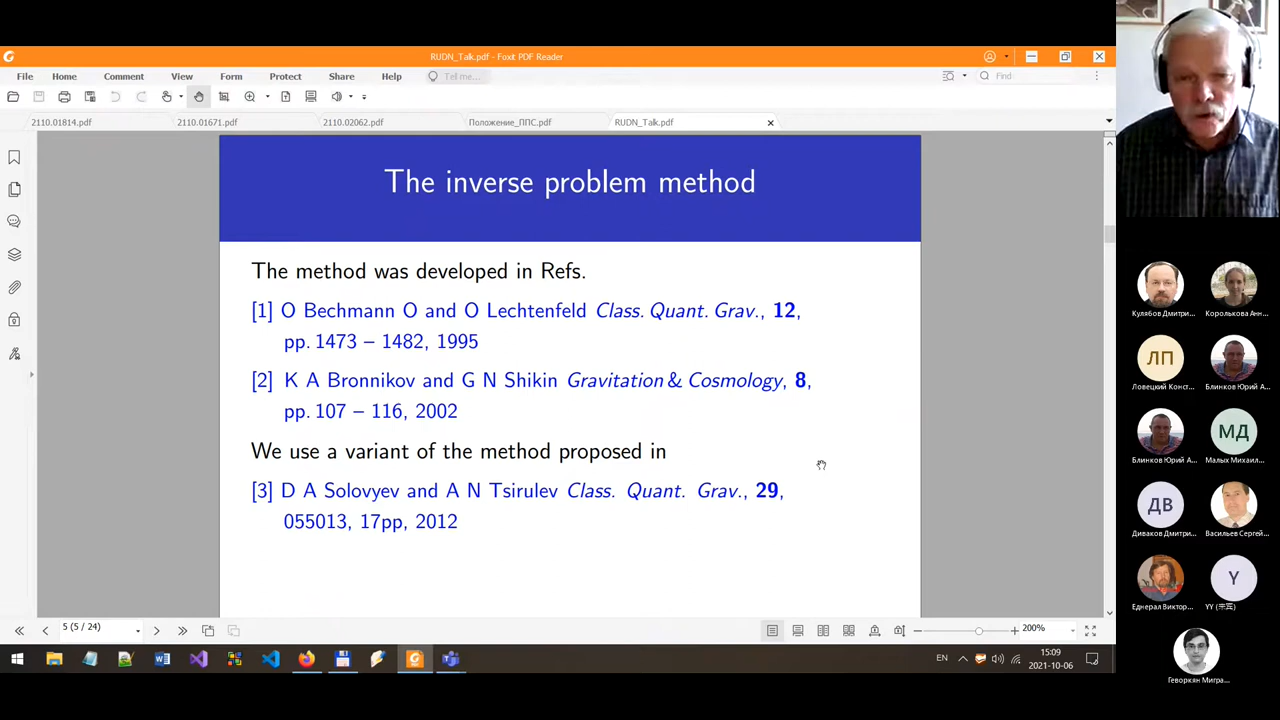 RUDN_Talk.pdf - Foxit PDF Reader
File Home Comment View Form Protect Share Help Tell me... Find
2110.01814.pdf 2110.01671.pdf 2110.02062.pdf Положение_ППС.pdf RUDN_Talk.pdf
The inverse problem method
The method was developed in Refs.
[1] O Bechmann O and O Lechtenfeld Class. Quant. Grav., 12,
pp. 1473 – 1482, 1995
[2] K A Bronnikov and G N Shikin Gravitation & Cosmology, 8,
pp. 107 – 116, 2002
We use a variant of the method proposed in
[3] D A Solovyev and A N Tsirulev Class. Quant. Grav., 29,
055013, 17pp, 2012
5 (5 / 24) 200%
EN 15:09
2021-10-06
Кулябов Дмитри... Королькова Анн...
ЛП
Ловецкий Конст... Блинков Юрий А...
МД
Блинков Юрий А... Малых Михаил...
ДВ
Диваков Дмитри... Васильев Сергей...
Y
Еднерал Виктор... YY (宾)
Геворкян Мигра...